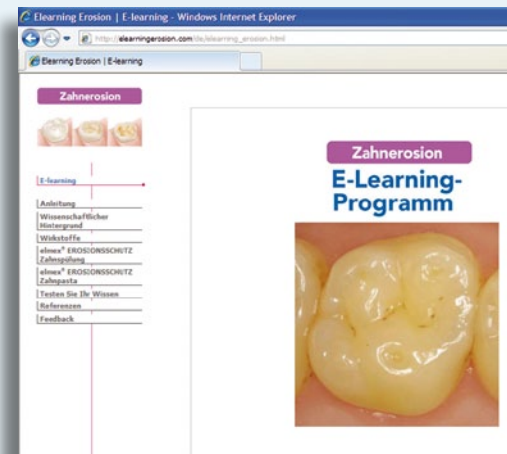 Elearning Erosion | E-learning - Windows Internet Explorer
http://elearningerosion.com/de/elearning_erosion.html
Elearning Erosion | E-learning
Zahnerosion
E-learning
Anleitung
Wissenschaftlicher
Hintergrund
Wirkstoffe
elmex® EROSIONSSCHUTZ
Zahnspülung
elmex® EROSIONSSCHUTZ
Zahnpasta
Testen Sie Ihr Wissen
Referenzen
Feedback
Zahnerosion
E-Learning-
Programm